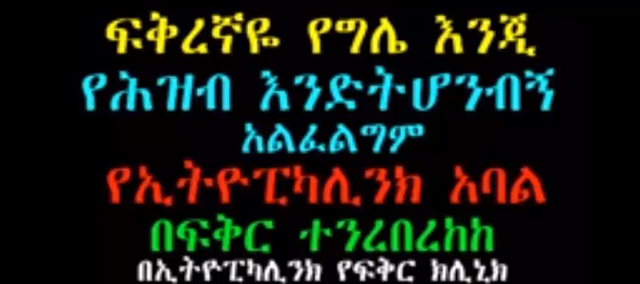 ፍቅረኛዬ የግሌ እንጂ
የሕዝብ እንድትሆንብኝ
አልፈልግም
የኢትዮፒካሊንክ አባል
በፍቅር ተንረበረከከ
በኢትዮፒካሊንክ የፍቅር ክሊኒክ